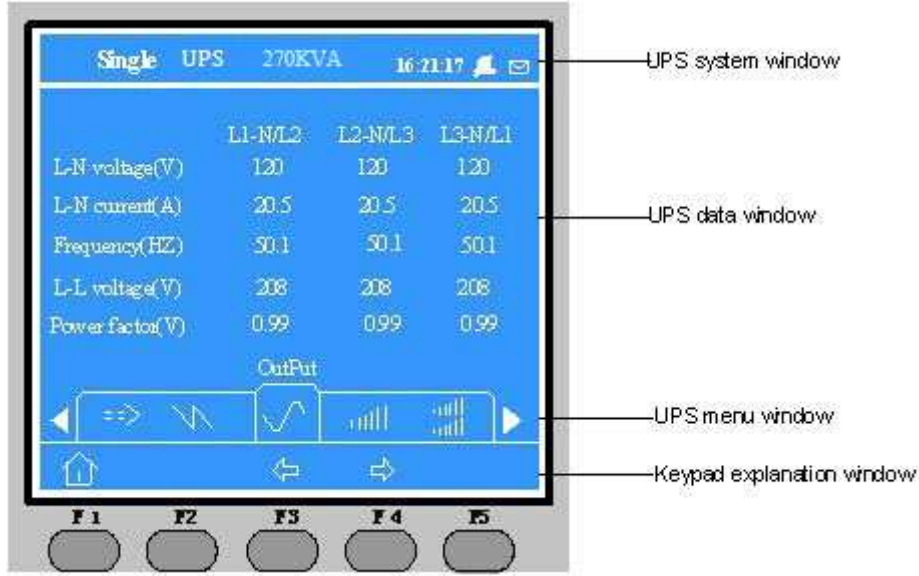 Single UPS 270KVA 16:21:17
UPS system window
L1-N/L2 L2-N/L3 L3-N/L1
L-N voltage(V) 120 120 120
L-N current(A) 20.5 20.5 20.5
UPS data window
Frequency(HZ) 50.1 50.1 50.1
L-L voltage(V) 208 208 208
Power factor(V) 0.99 0.99 0.99
OutPut
UPS menu window
Keypad explanation window
F1 F2 F3 F4 F5